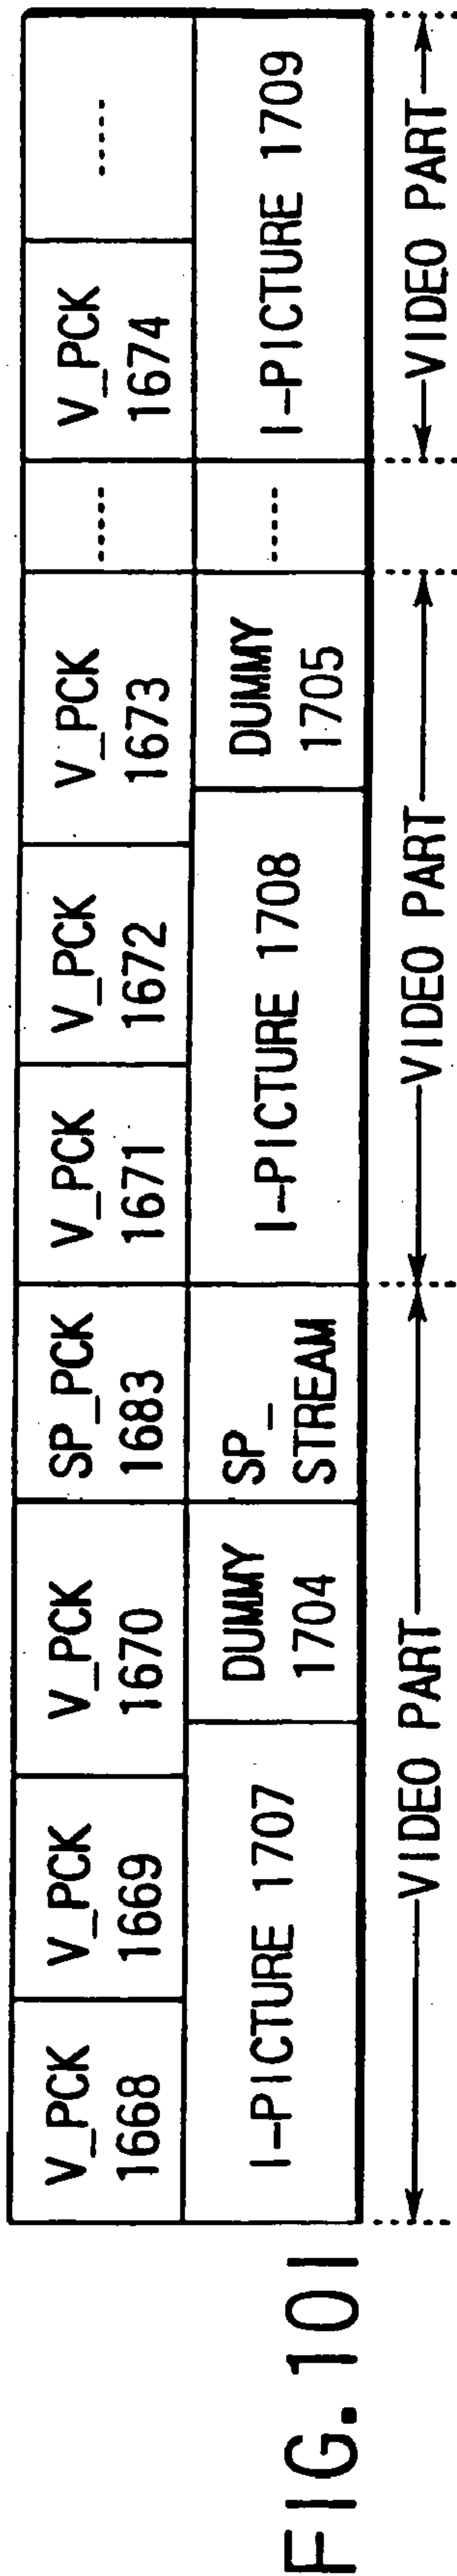 V_PCK
1668
V_PCK
1669
V_PCK
1670
SP_PCK
1683
V_PCK
1671
V_PCK
1672
V_PCK
1673
-----
V_PCK
1674
-----
I-PICTURE 1707
DUMMY
1704
SP_
STREAM
I-PICTURE 1708
DUMMY
1705
-----
I-PICTURE 1709
VIDEO PART
VIDEO PART
VIDEO PART
FIG. 101